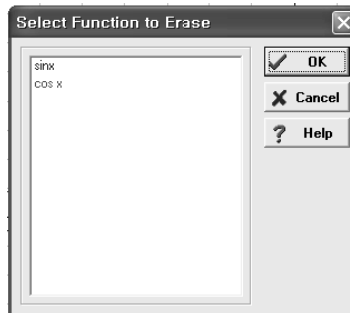 Select Function to Erase
sinx
cos x
OK
Cancel
Help